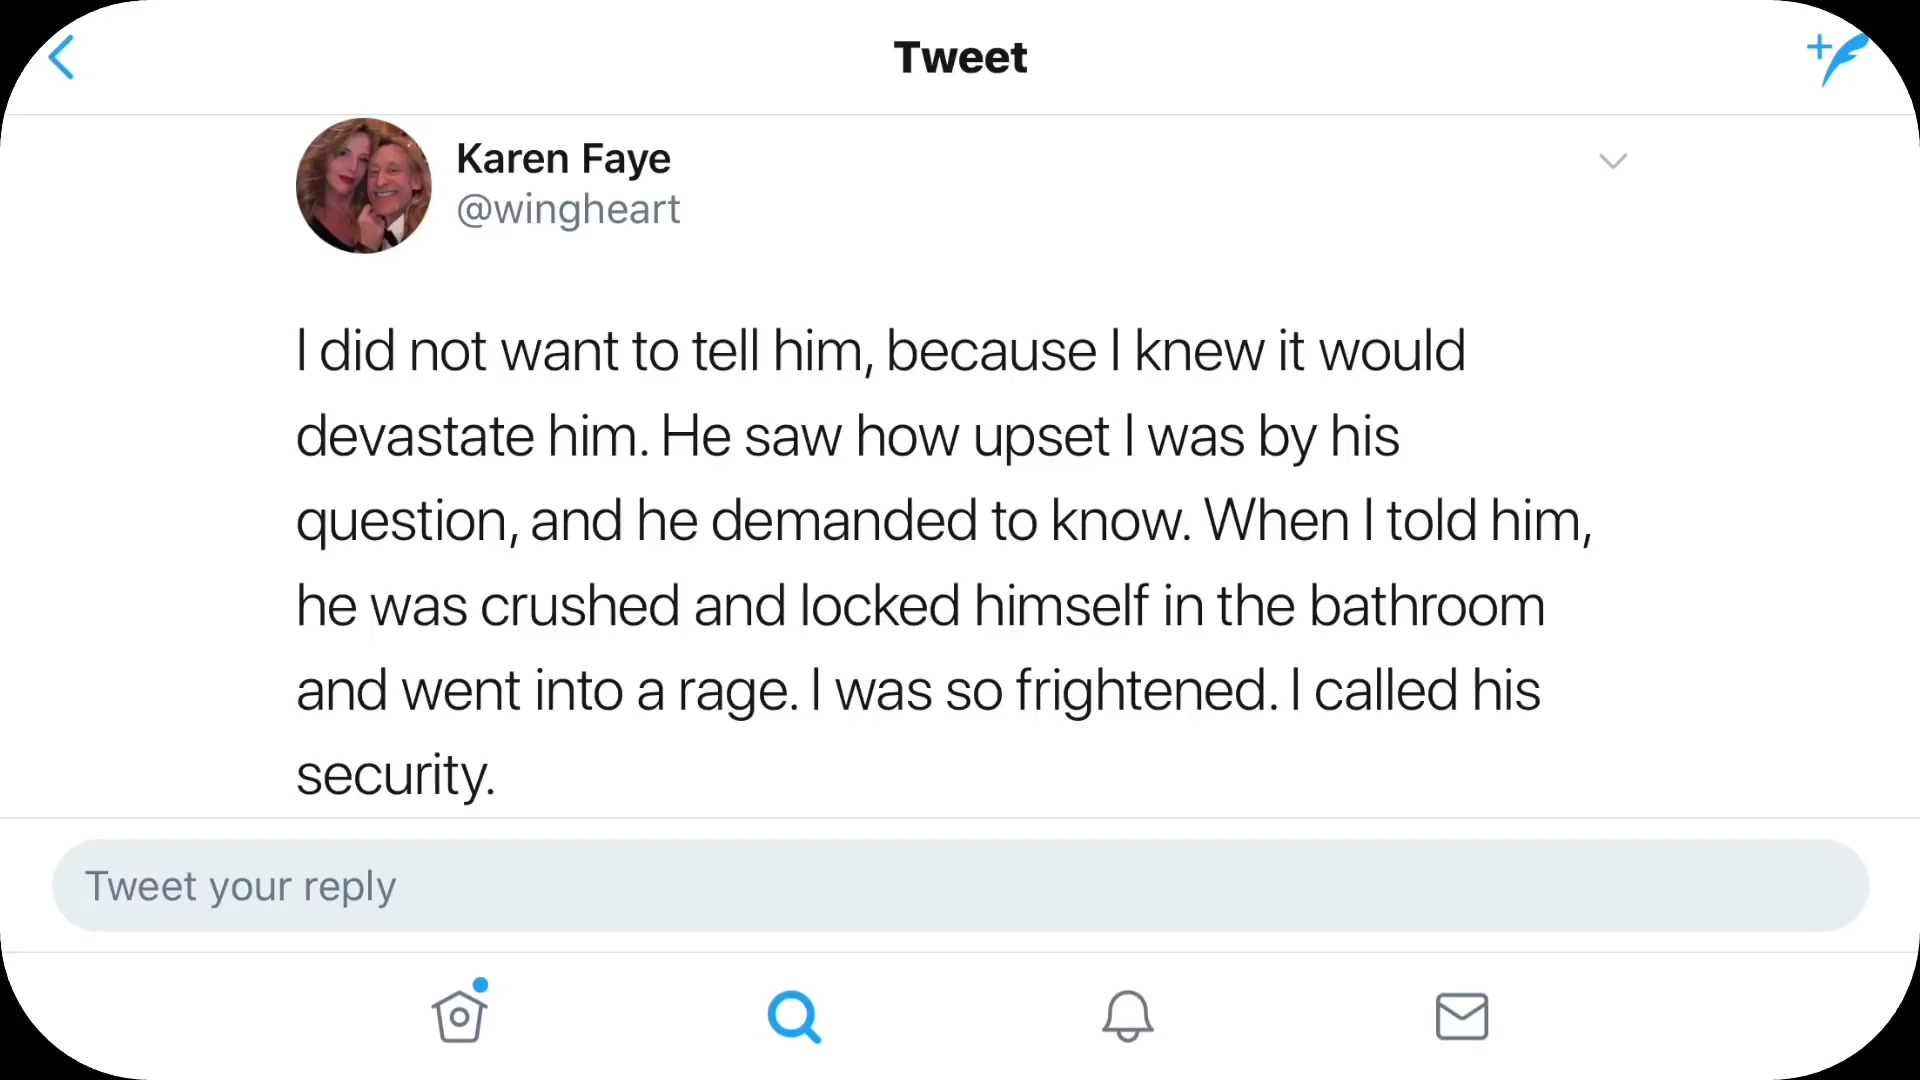 Tweet
Karen Faye
@wingheart
I did not want to tell him, because I knew it would
devastate him. He saw how upset I was by his
question, and he demanded to know. When I told him,
he was crushed and locked himself in the bathroom
and went into a rage. I was so frightened. I called his
security.
Tweet your reply